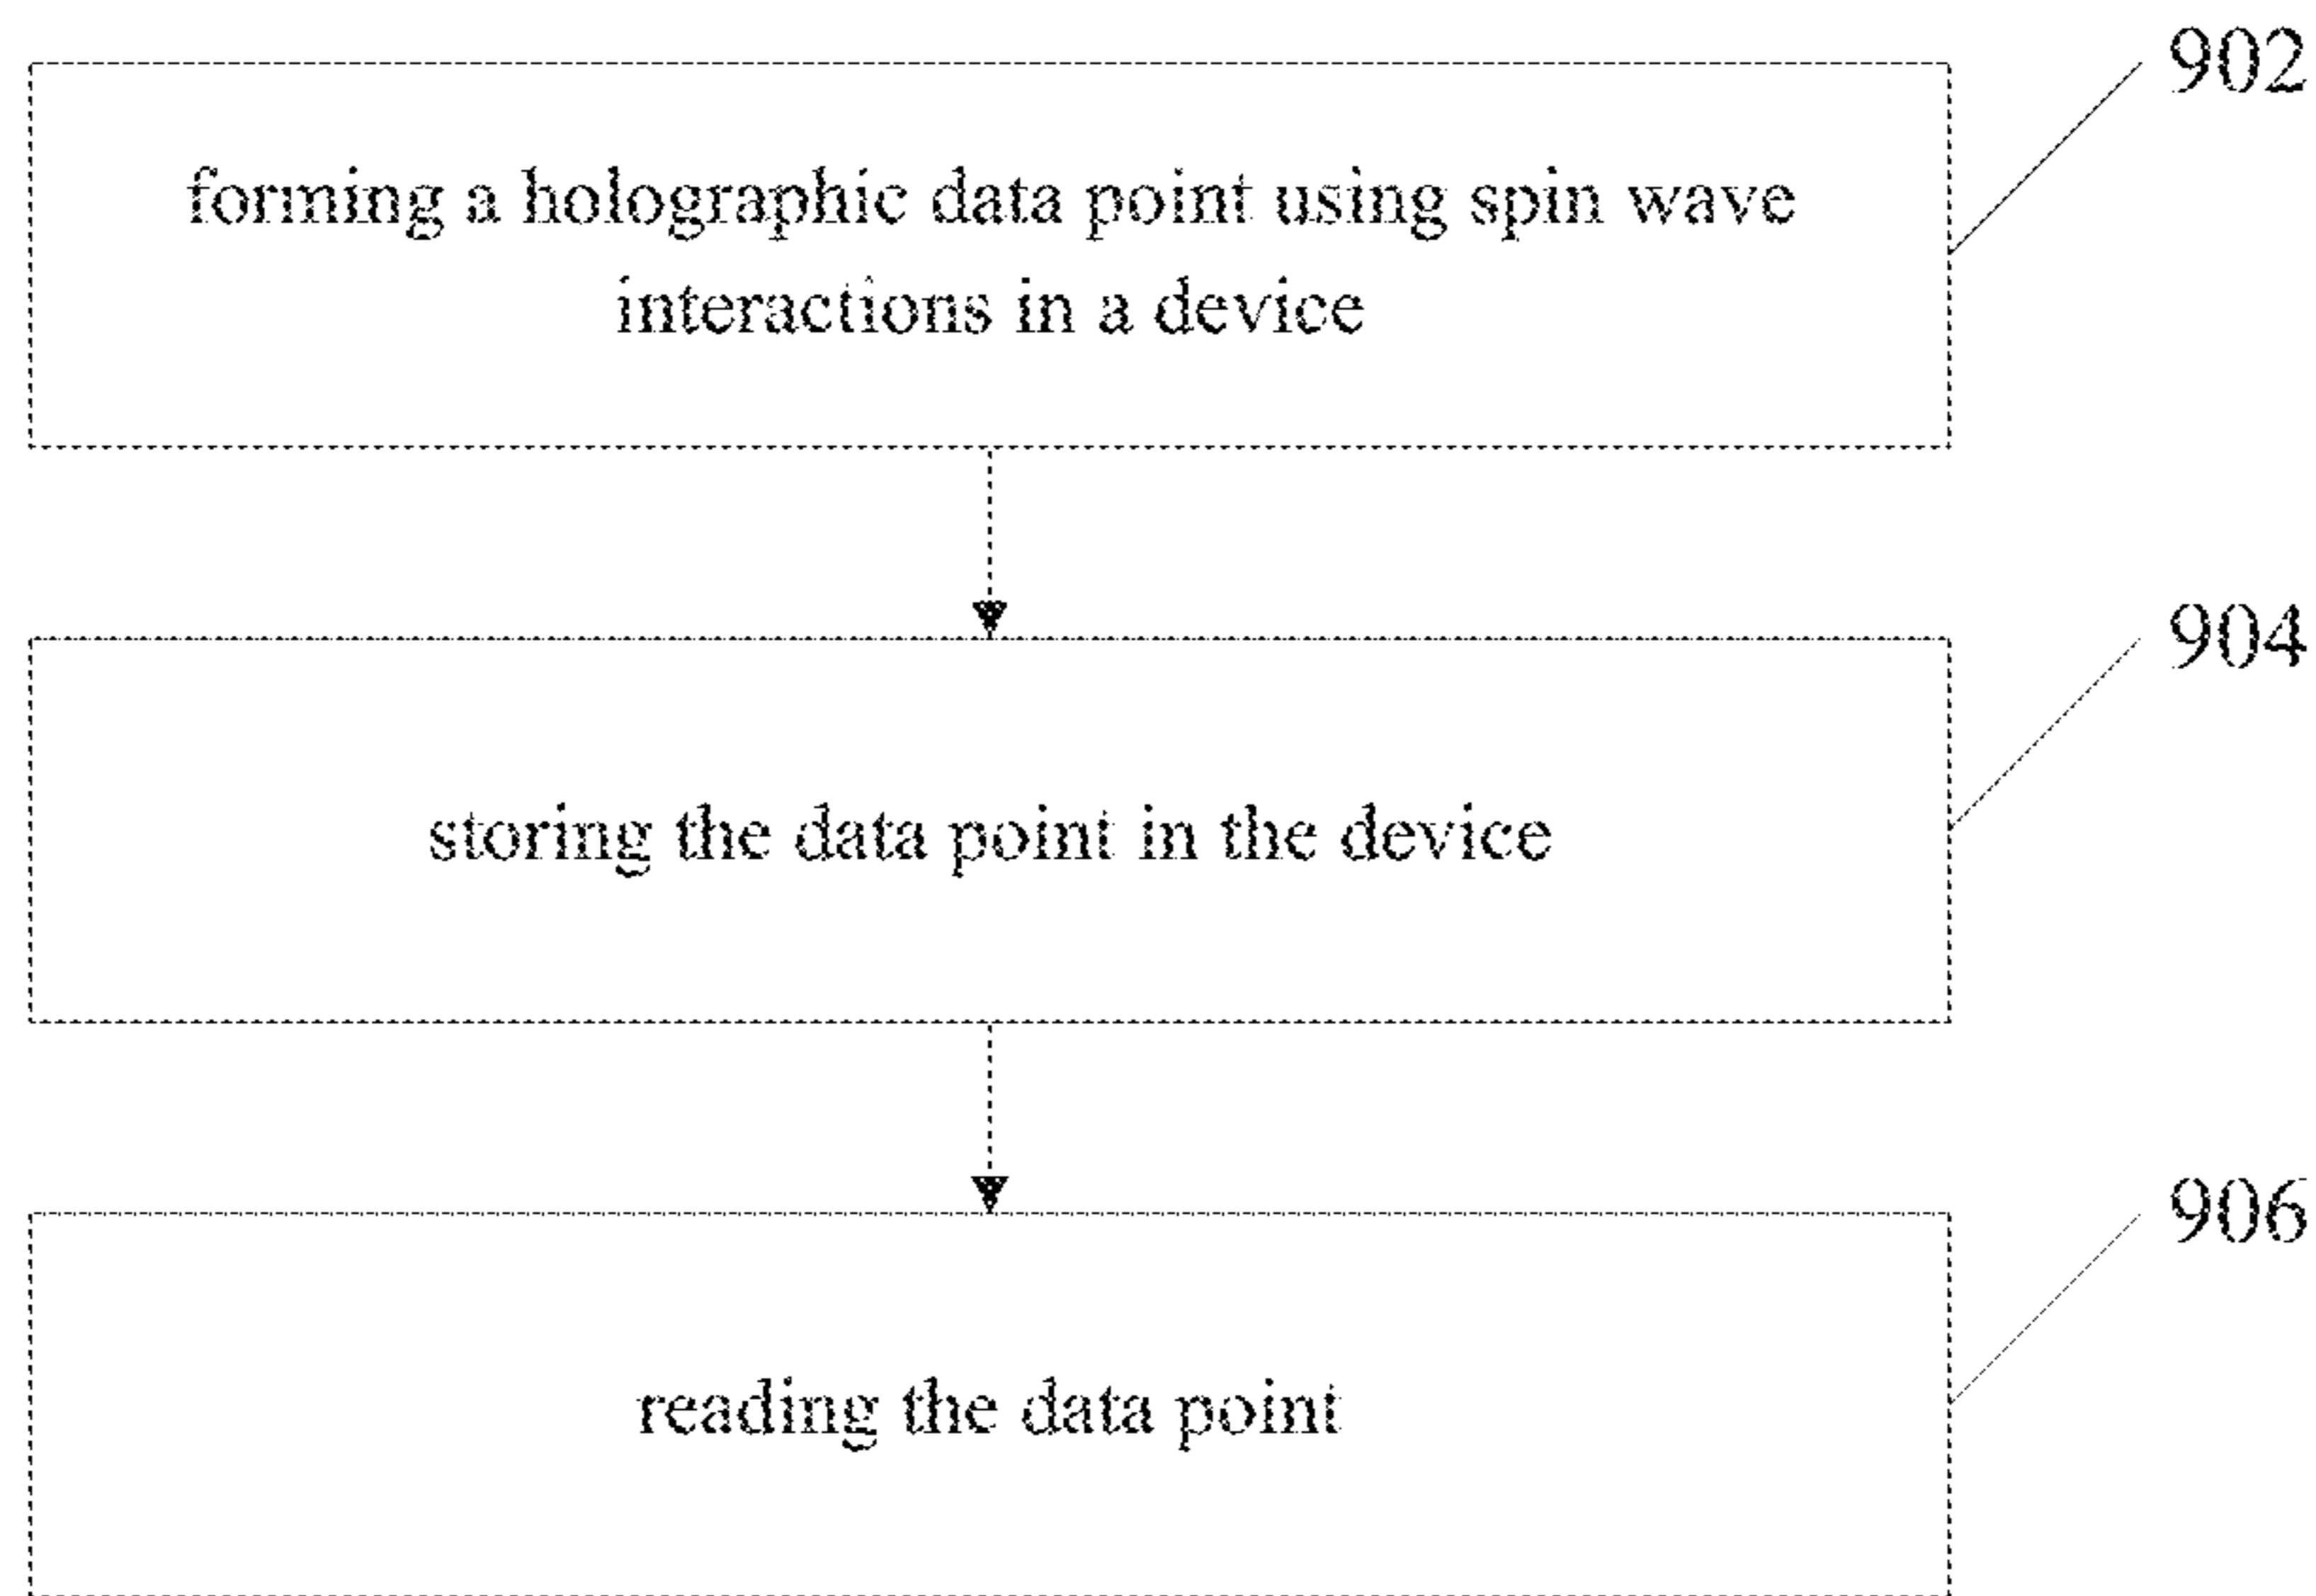 902
forming a holographic data point using spin wave
interactions in a device
904
storing the data point in the device
906
reading the data point